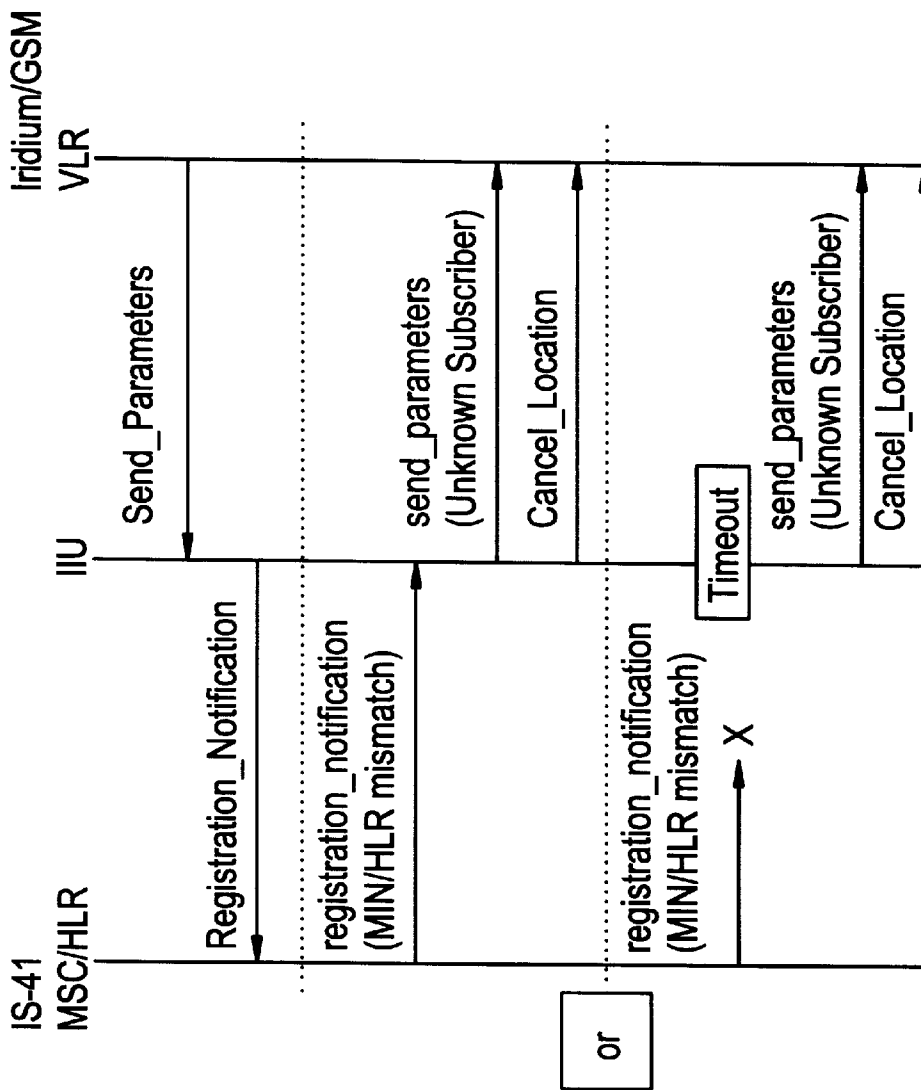 IS-41
MSC/HLR
IIU
Iridium/GSM
VLR
Send_Parameters
Registration_Notification
registration_notification
(MIN/HLR mismatch)
send_parameters
(Unknown Subscriber)
Cancel_Location
or
registration_notification
(MIN/HLR mismatch)
X
Timeout
send_parameters
(Unknown Subscriber)
Cancel_Location